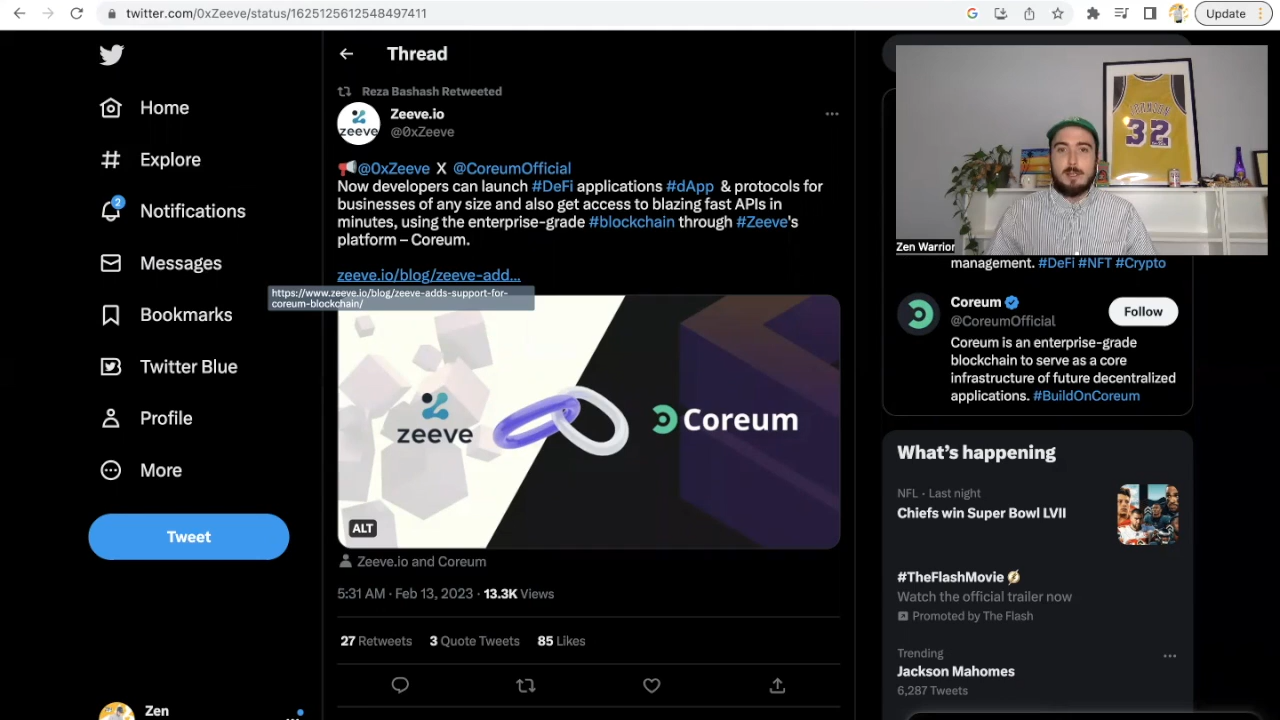 twitter.com/0xZeeve/status/1625125612548497411
Update
Home
Explore
2
Notifications
Messages
Bookmarks
Twitter Blue
Profile
More
Tweet
Zen
Thread
Reza Bashash Retweeted
Zeeve.io
@0xZeeve
@0xZeeve X @CoreumOfficial
Now developers can launch #DeFi applications #dApp & protocols for
businesses of any size and also get access to blazing fast APIs in
minutes, using the enterprise-grade #blockchain through #Zeeve's
platform – Coreum.
zeeve.io/blog/zeeve-add...
https://www.zeeve.io/blog/zeeve-adds-support-for-
coreum-blockchain/
zeeve
Coreum
ALT
Zeeve.io and Coreum
5:31 AM · Feb 13, 2023 · 13.3K Views
27 Retweets 3 Quote Tweets 85 Likes
JOHNSON
32
Zen Warrior
management. #DeFi #NFT #Crypto
Coreum
@CoreumOfficial
Follow
Coreum is an enterprise-grade
blockchain to serve as a core
infrastructure of future decentralized
applications. #BuildOnCoreum
What's happening
NFL · Last night
Chiefs win Super Bowl LVII
#TheFlashMovie
Watch the official trailer now
Promoted by The Flash
Trending
Jackson Mahomes
6,287 Tweets